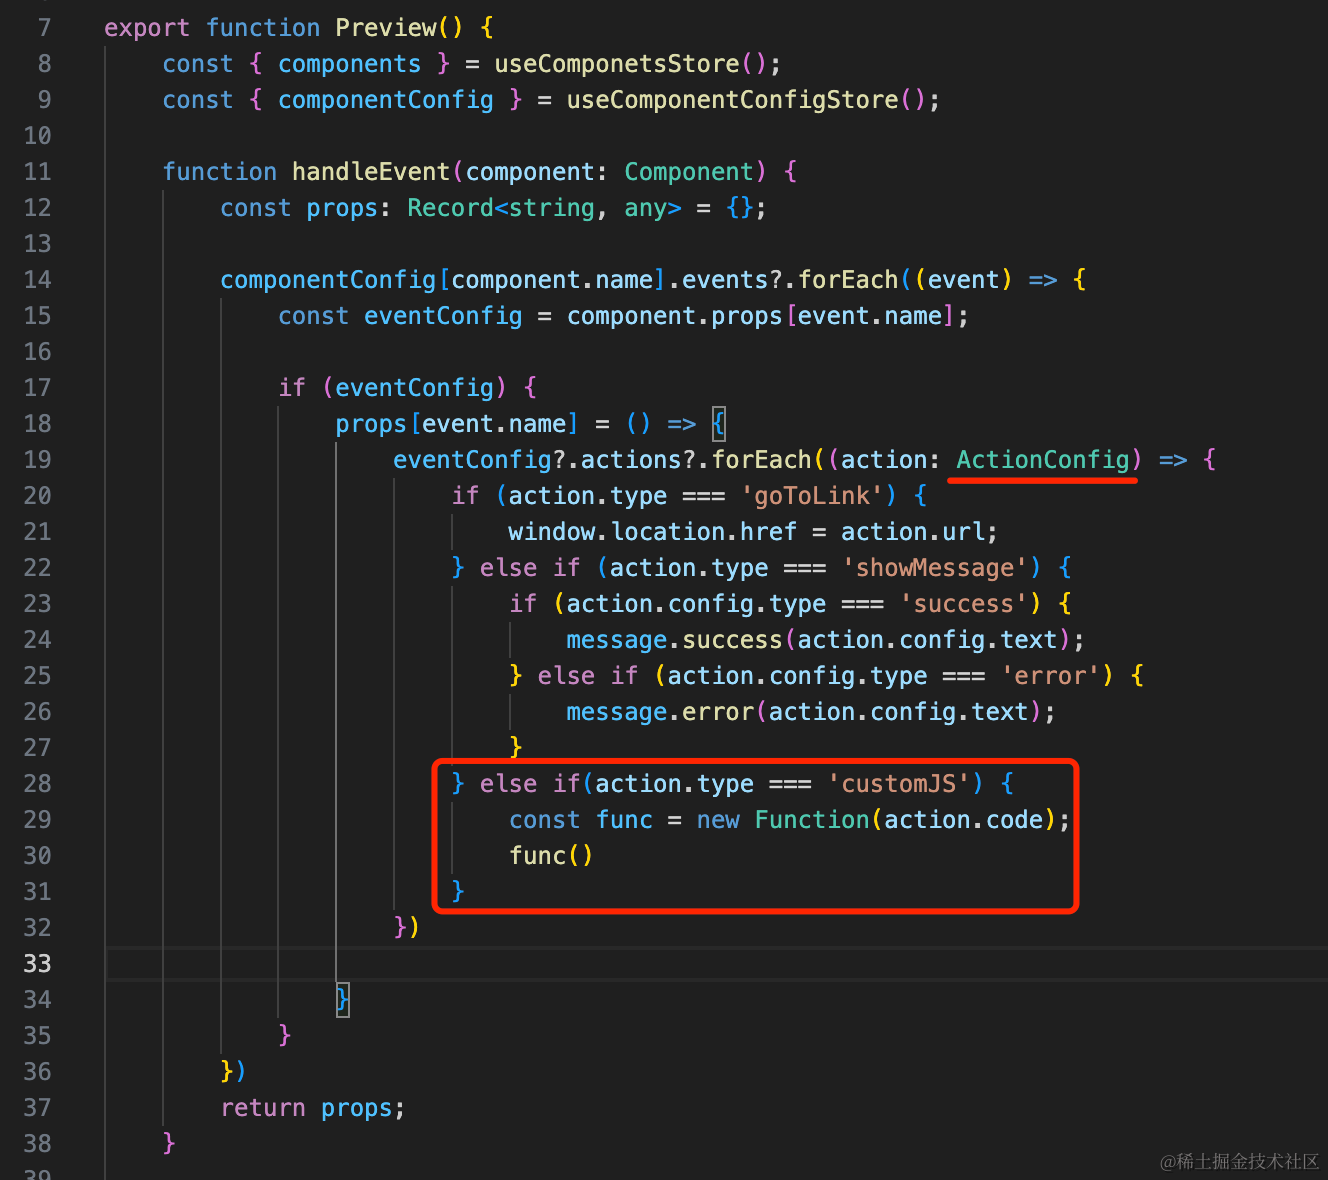 7 export function Preview() {
8 const { components } = useComponetsStore();
9 const { componentConfig } = useComponentConfigStore();
10
11 function handleEvent(component: Component) {
12 const props: Record<string, any> = {};
13
14 componentConfig[component.name].events?.forEach((event) => {
15 const eventConfig = component.props[event.name];
16
17 if (eventConfig) {
18 props[event.name] = () => {
19 eventConfig?.actions?.forEach((action: ActionConfig) => {
20 if (action.type === 'goToLink') {
21 window.location.href = action.url;
22 } else if (action.type === 'showMessage') {
23 if (action.config.type === 'success') {
24 message.success(action.config.text);
25 } else if (action.config.type === 'error') {
26 message.error(action.config.text);
27 }
28 } else if(action.type === 'customJS') {
29 const func = new Function(action.code);
30 func()
31 }
32 })
33
34 }
35 }
36 })
37 return props;
38 }
39
@稀土掘金技术社区